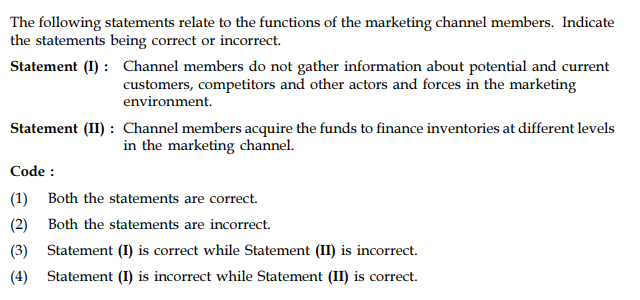 The following statements relate to the functions of the marketing channel members. Indicate
the statements being correct or incorrect.
Statement (I) : Channel members do not gather information about potential and current
customers, competitors and other actors and forces in the marketing
environment.
Statement (II) : Channel members acquire the funds to finance inventories at different levels
in the marketing channel.
Code :
(1) Both the statements are correct.
(2) Both the statements are incorrect.
(3) Statement (I) is correct while Statement (II) is incorrect.
(4) Statement (I) is incorrect while Statement (II) is correct.